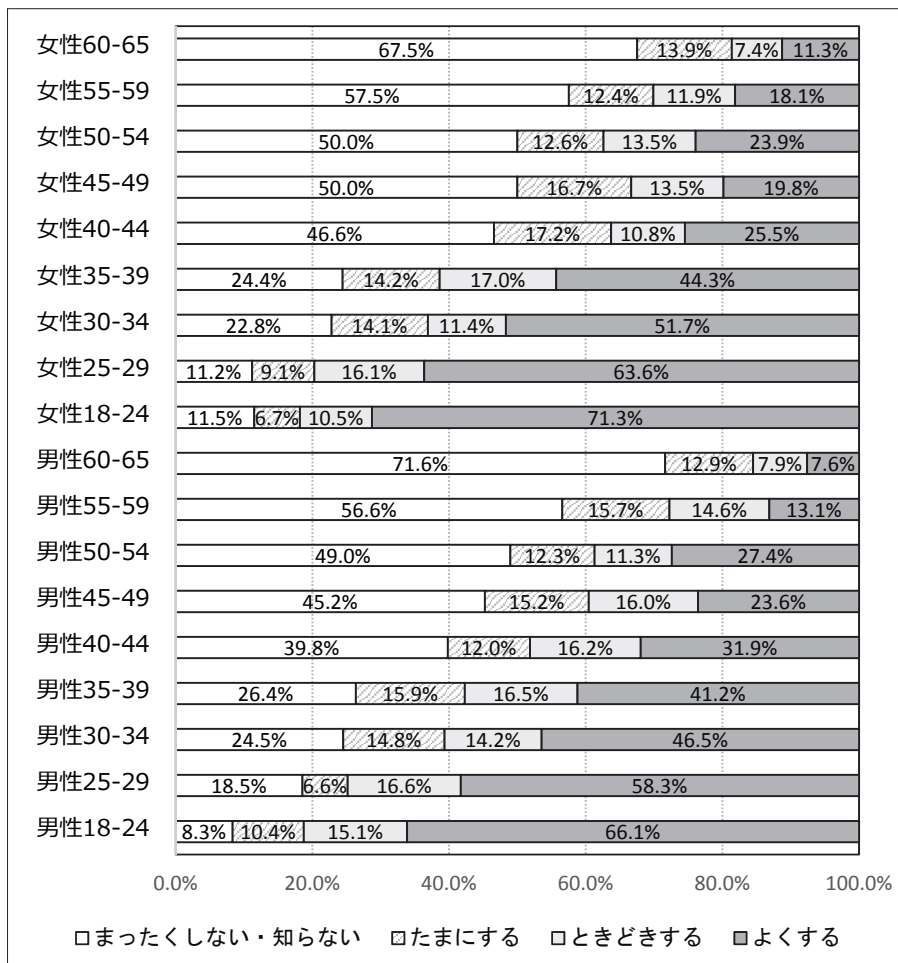 女性60-65 67.5% 13.9% 7.4% 11.3%
女性55-59 57.5% 12.4% 11.9% 18.1%
女性50-54 50.0% 12.6% 13.5% 23.9%
女性45-49 50.0% 16.7% 13.5% 19.8%
女性40-44 46.6% 17.2% 10.8% 25.5%
女性35-39 24.4% 14.2% 17.0% 44.3%
女性30-34 22.8% 14.1% 11.4% 51.7%
女性25-29 11.2% 9.1% 16.1% 63.6%
女性18-24 11.5% 6.7% 10.5% 71.3%
男性60-65 71.6% 12.9% 7.9% 7.6%
男性55-59 56.6% 15.7% 14.6% 13.1%
男性50-54 49.0% 12.3% 11.3% 27.4%
男性45-49 45.2% 15.2% 16.0% 23.6%
男性40-44 39.8% 12.0% 16.2% 31.9%
男性35-39 26.4% 15.9% 16.5% 41.2%
男性30-34 24.5% 14.8% 14.2% 46.5%
男性25-29 18.5% 6.6% 16.6% 58.3%
男性18-24 8.3% 10.4% 15.1% 66.1%
0.0% 20.0% 40.0% 60.0% 80.0% 100.0%
まったくしない・知らない たまにする ときどきする よくする